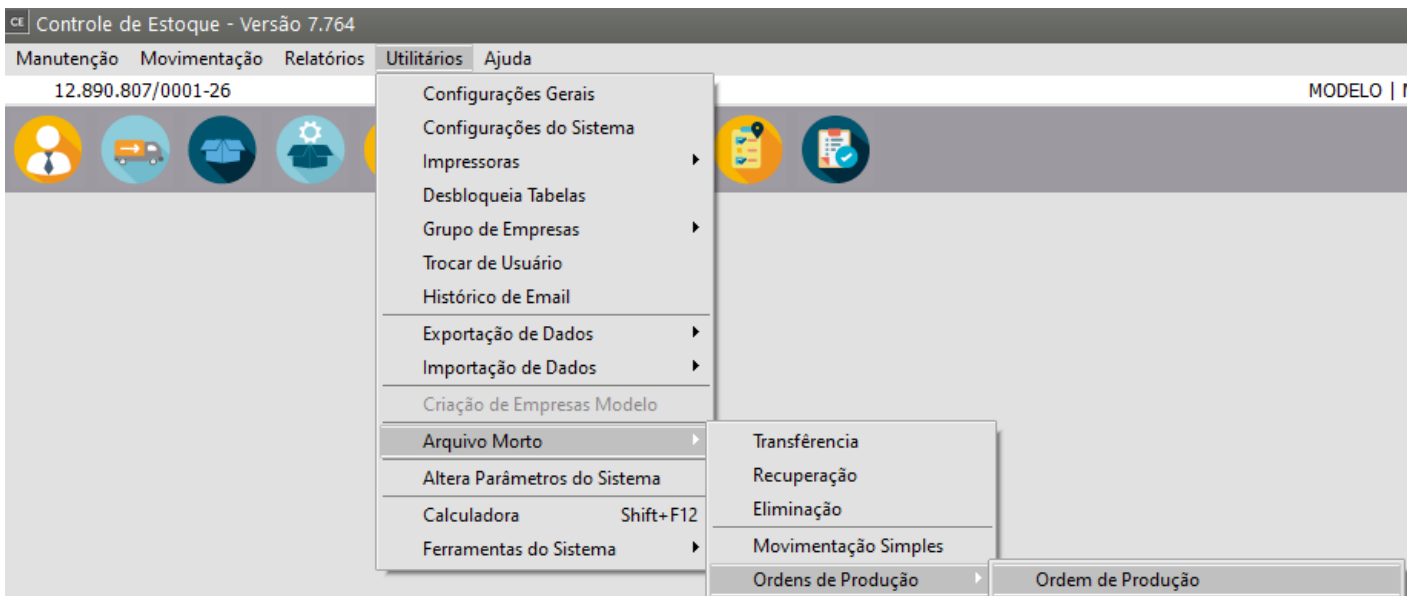 CE Controle de Estoque - Versão 7.764
Manutenção Movimentação Relatórios Utilitários Ajuda
12.890.807/0001-26 MODELO |
Configurações Gerais
Configurações do Sistema
Impressoras
Desbloqueia Tabelas
Grupo de Empresas
Trocar de Usuário
Histórico de Email
Exportação de Dados
Importação de Dados
Criação de Empresas Modelo
Arquivo Morto
Altera Parâmetros do Sistema
Calculadora Shift+F12
Ferramentas do Sistema
Transfêrencia
Recuperação
Eliminação
Movimentação Simples
Ordens de Produção
Ordem de Produção